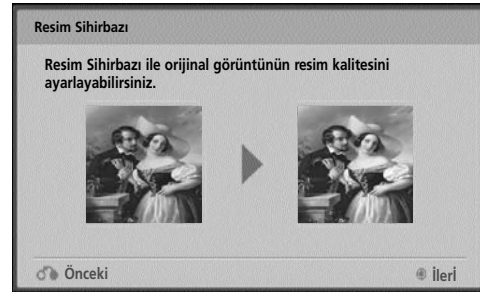 Resim Sihirbazı
Resim Sihirbazı ile orijinal görüntünün resim kalitesini
ayarlayabilirsiniz.
Önceki
İlerİ